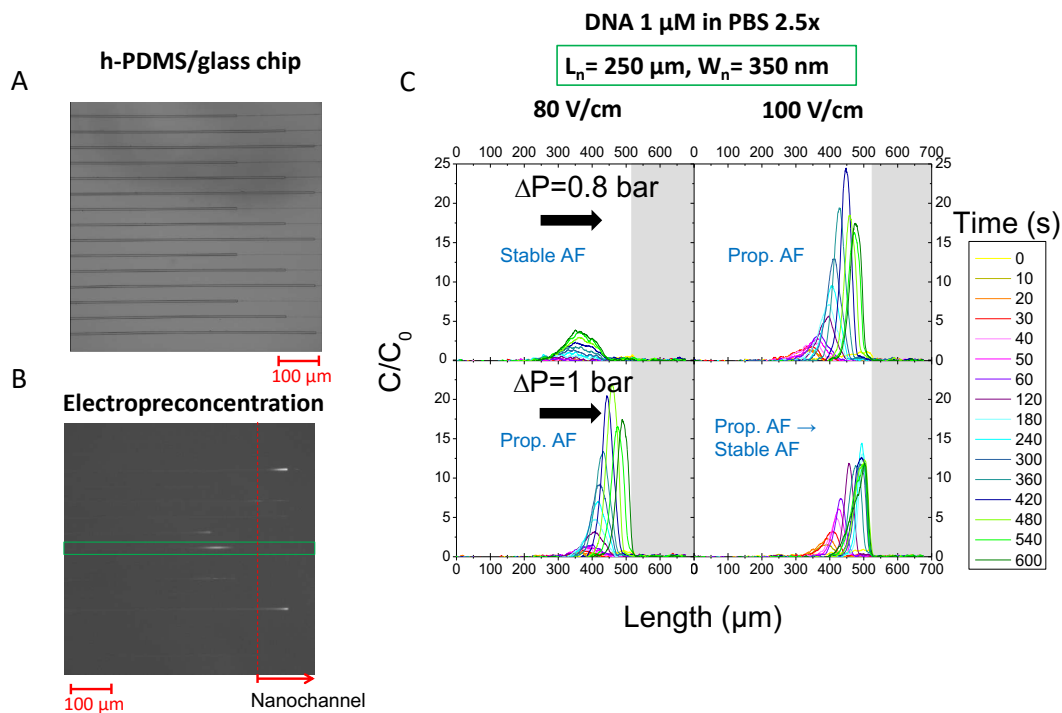 DNA 1 µM in PBS 2.5x
h-PDMS/glass chip
Lₙ= 250 µm, Wₙ= 350 nm
A
C
80 V/cm
100 V/cm
0 100 200 300 400 500 600
0 100 200 300 400 500 600 700
25
20
15
10
5
0
ΔP=0.8 bar
Stable AF
Prop. AF
100 µm
B
Electropreconcentration
C/C₀
ΔP=1 bar
Prop. AF
Prop. AF →
Stable AF
20
15
10
5
0
0 100 200 300 400 500 600
0 100 200 300 400 500 600 700
Length (µm)
Time (s)
0
10
20
30
40
50
60
120
180
240
300
360
420
480
540
600
100 µm
Nanochannel